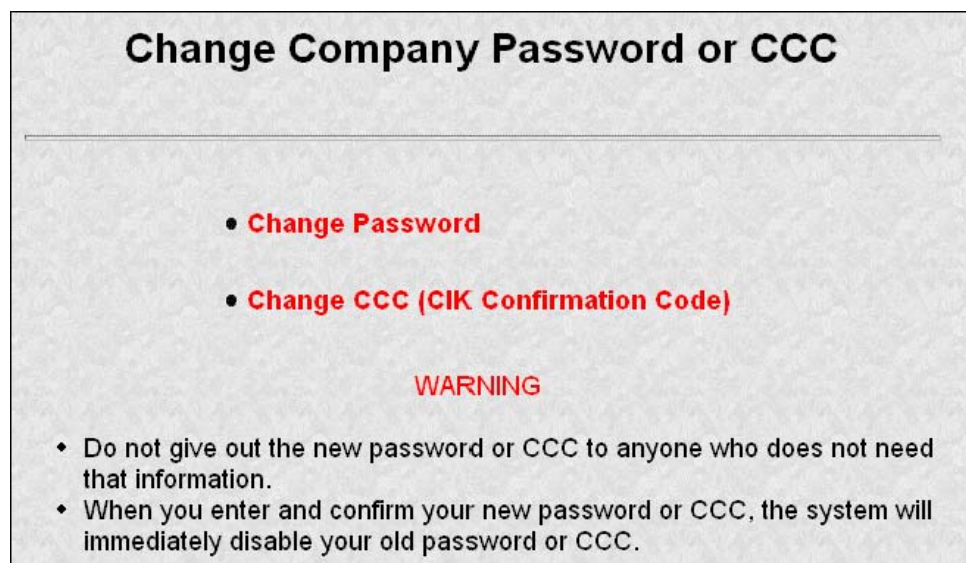 Change Company Password or CCC
• Change Password
• Change CCC (CIK Confirmation Code)
WARNING
◆ Do not give out the new password or CCC to anyone who does not need
that information.
◆ When you enter and confirm your new password or CCC, the system will
immediately disable your old password or CCC.